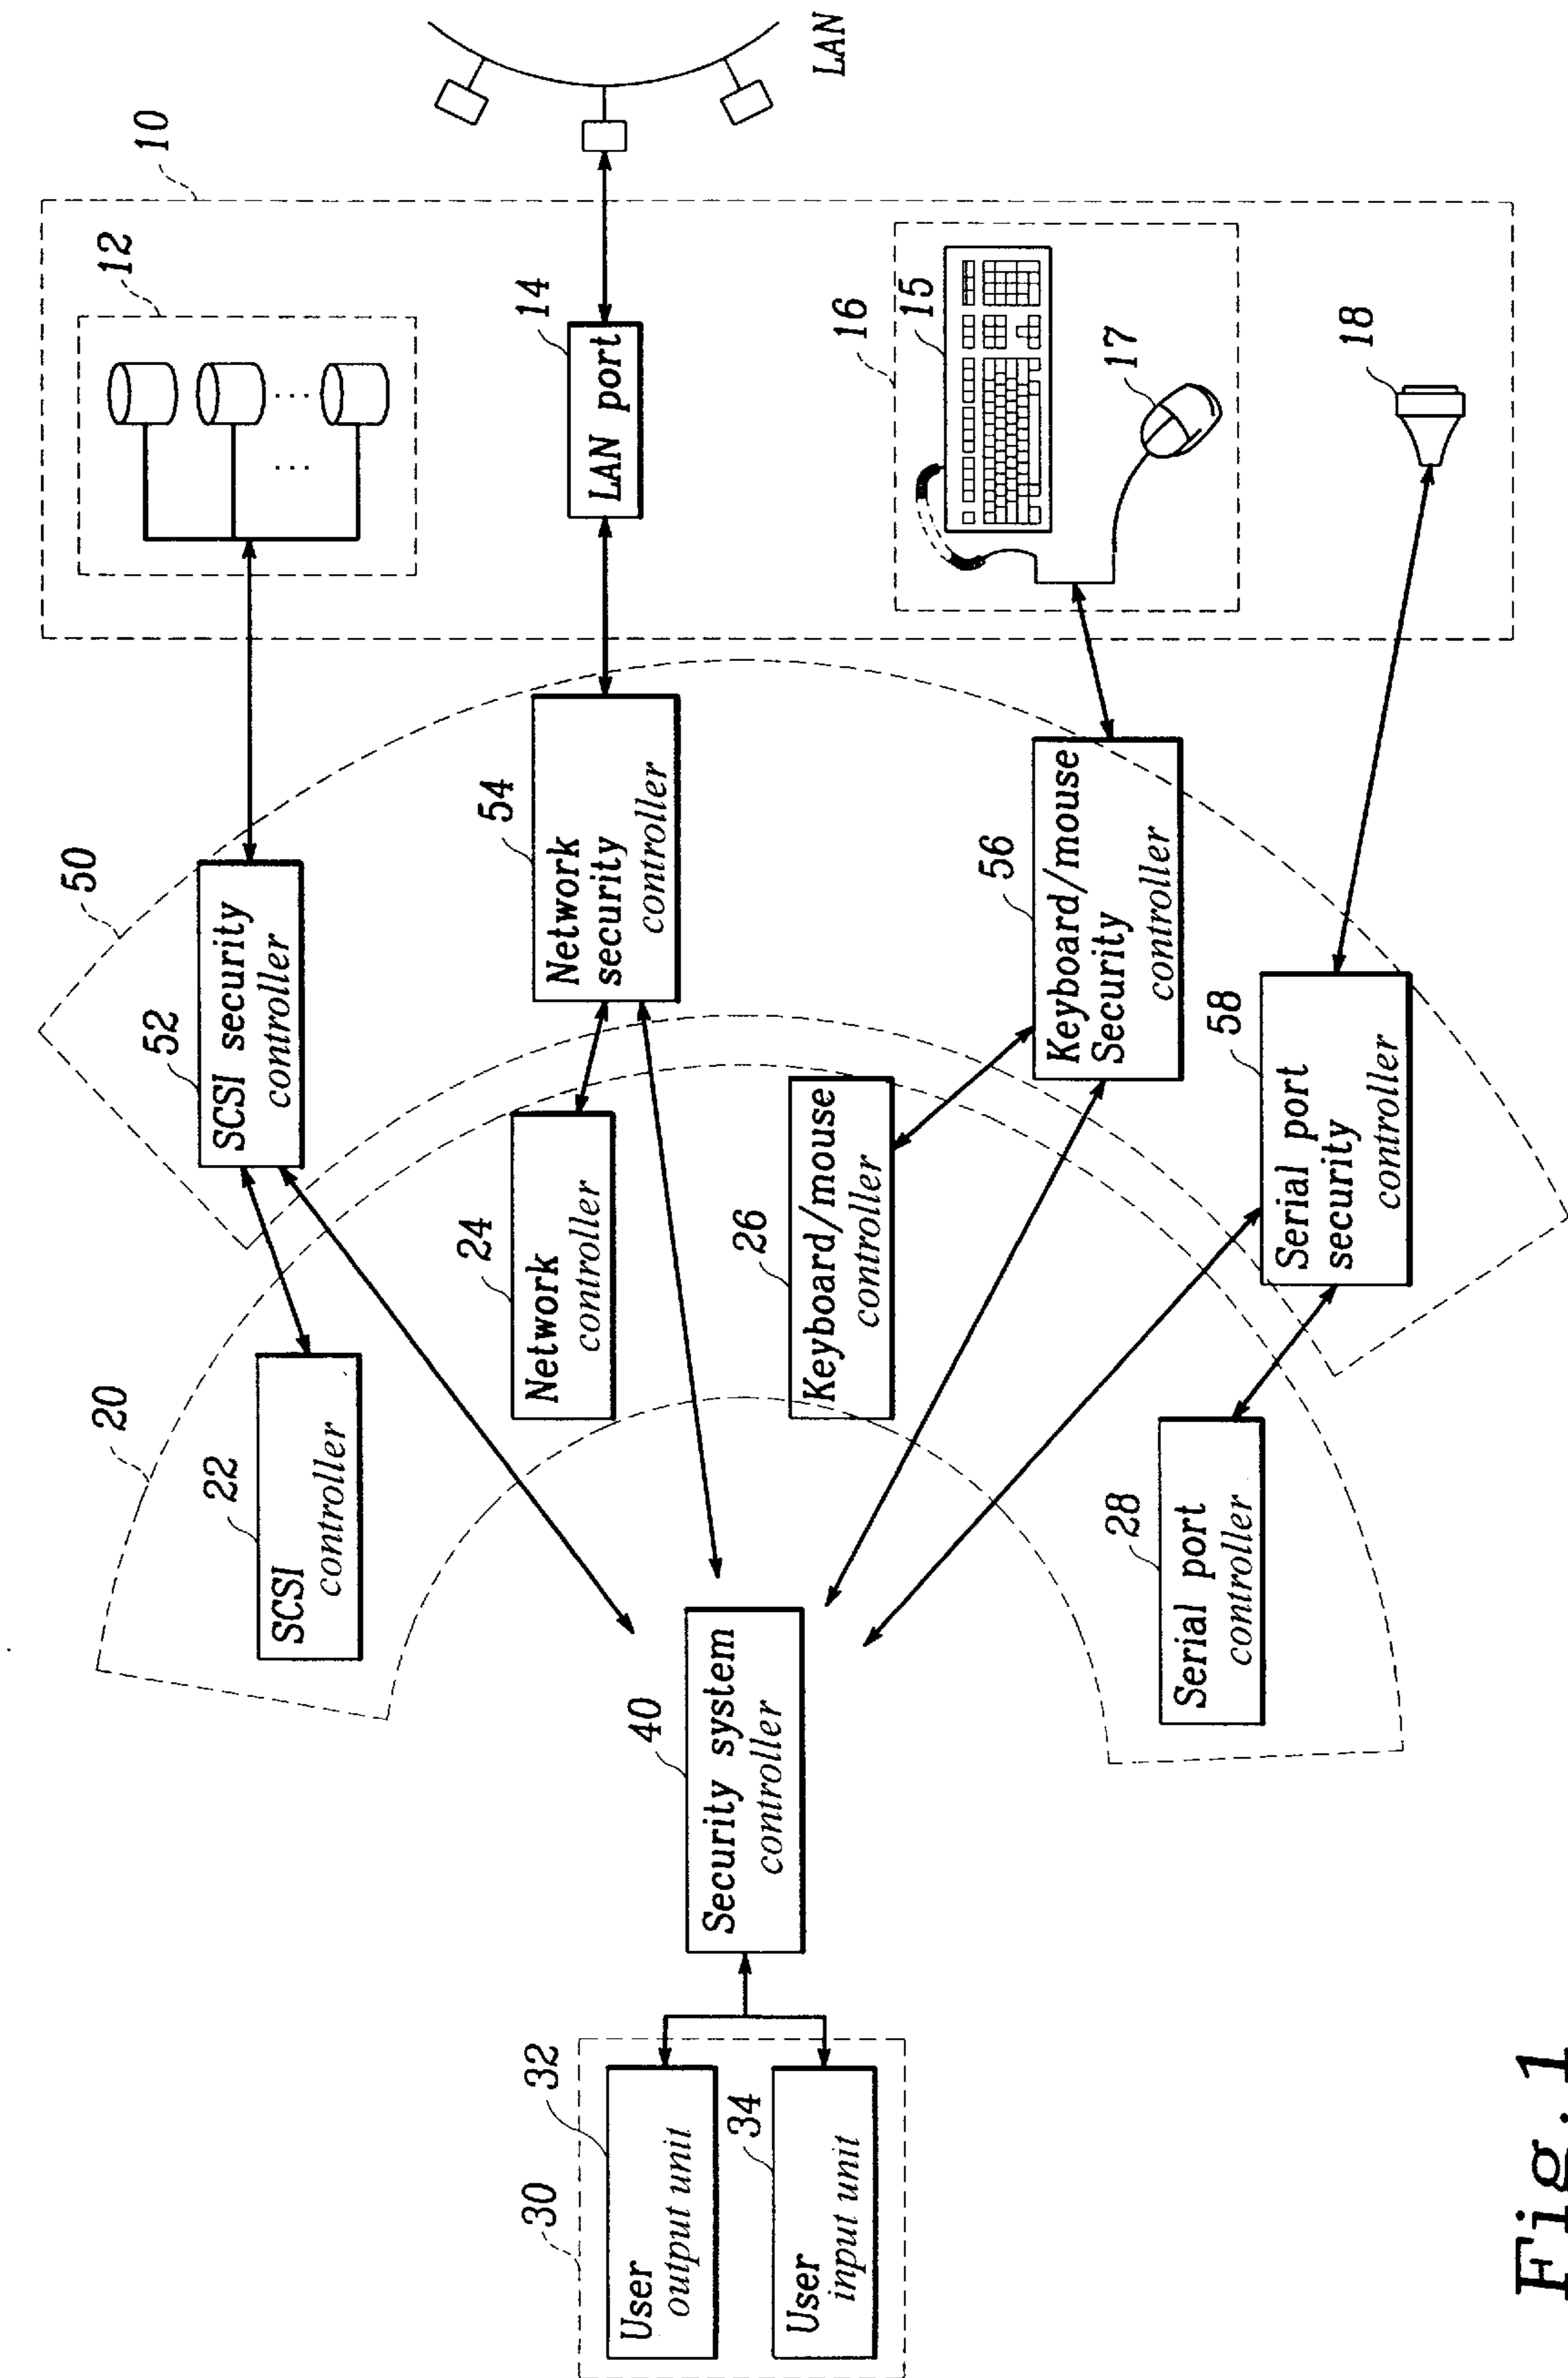 10
12
14
LAN port
LAN
16
15
17
18
50
52
SCSI security
controller
54
Network
security
controller
56
Keyboard/mouse
Security
controller
58
Serial port
security
controller
20
22
SCSI
controller
24
Network
controller
26
Keyboard/mouse
controller
28
Serial port
controller
40
Security system
controller
30
32
User
output unit
34
User
input unit
Fig. 1